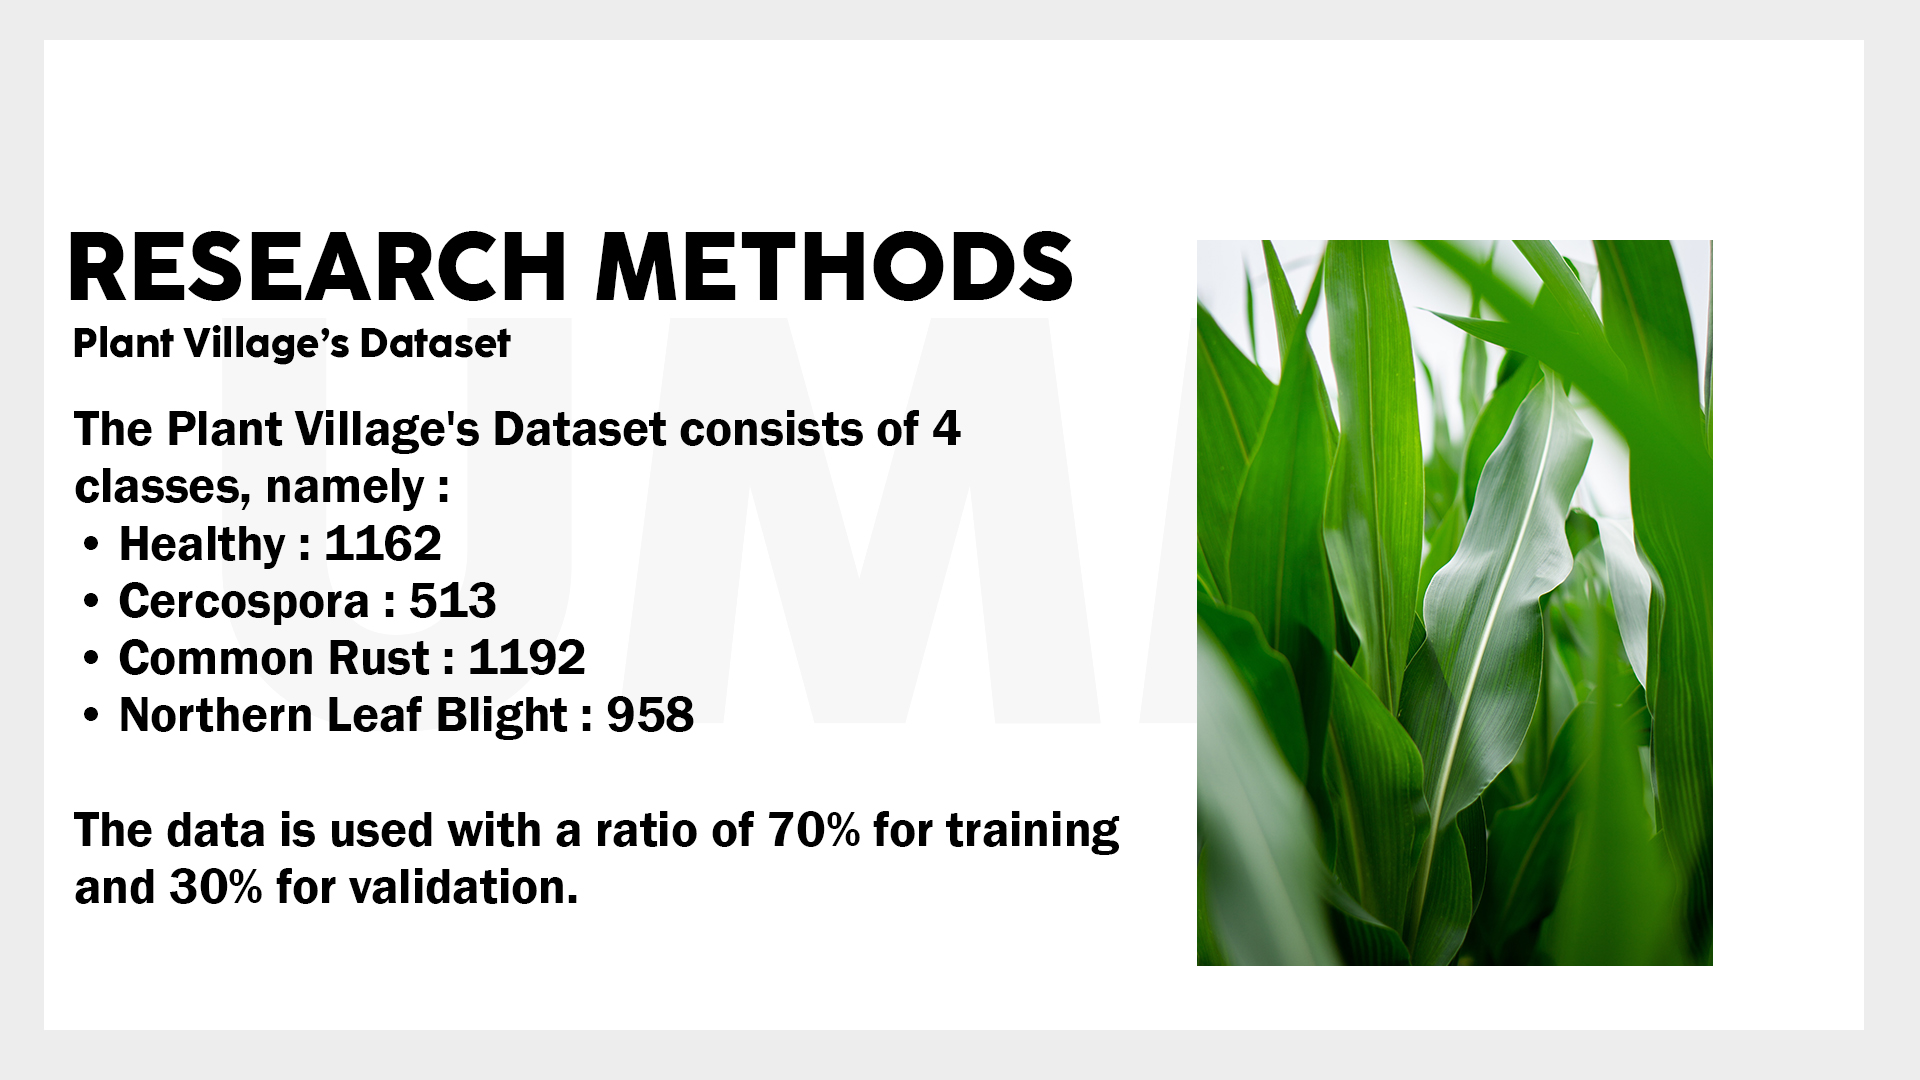 RESEARCH METHODS
Plant Village’s Dataset
The Plant Village's Dataset consists of 4
classes, namely :
• Healthy : 1162
• Cercospora : 513
• Common Rust : 1192
• Northern Leaf Blight : 958
The data is used with a ratio of 70% for training
and 30% for validation.